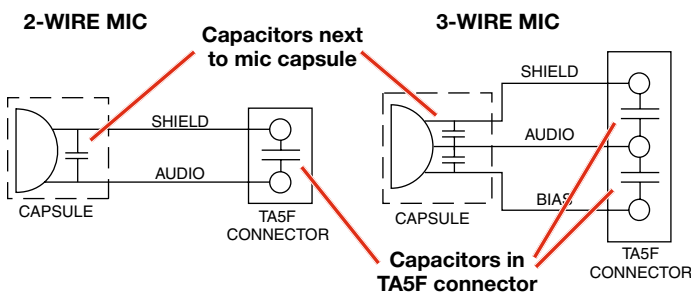 2-WIRE MIC
3-WIRE MIC
Capacitors next
to mic capsule
SHIELD
AUDIO
CAPSULE
TA5F
CONNECTOR
SHIELD
AUDIO
BIAS
CAPSULE
TA5F
CONNECTOR
Capacitors in
TA5F connector